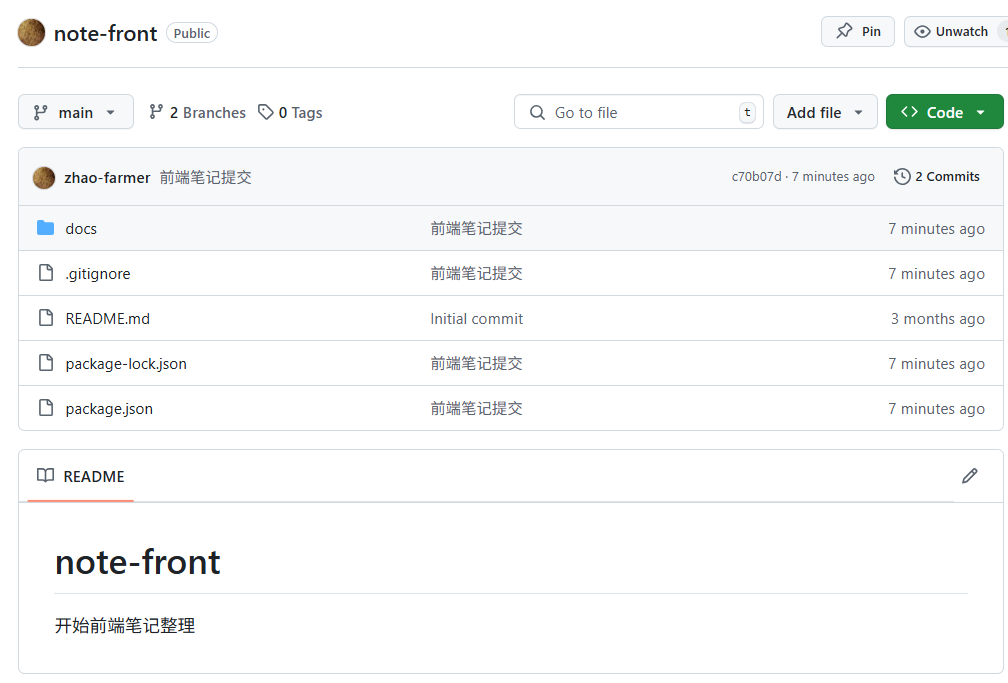 note-front Public Pin Unwatch
main 2 Branches 0 Tags Go to file t Add file Code
zhao-farmer 前端笔记提交 c70b07d · 7 minutes ago 2 Commits
docs 前端笔记提交 7 minutes ago
.gitignore 前端笔记提交 7 minutes ago
README.md Initial commit 3 months ago
package-lock.json 前端笔记提交 7 minutes ago
package.json 前端笔记提交 7 minutes ago
README
note-front
开始前端笔记整理